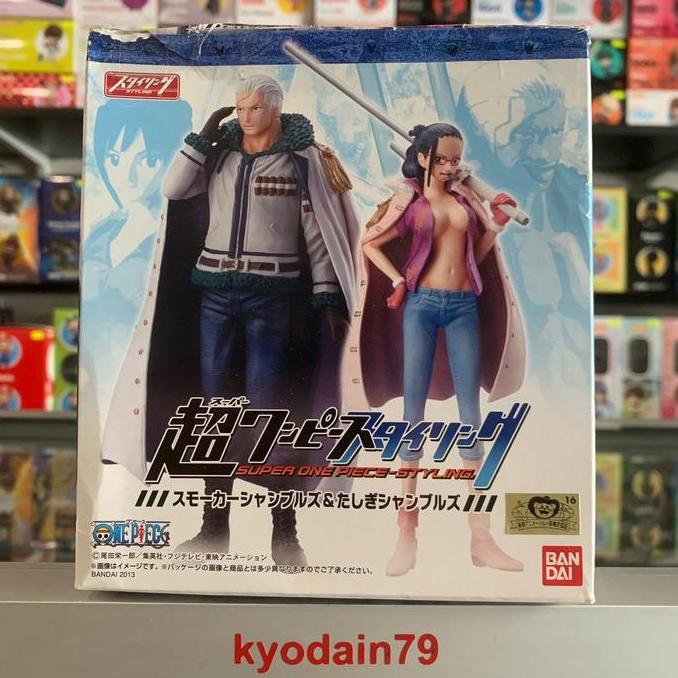 スタイリング
STYLING
スーパー
超ワンピーススタイリング
SUPER ONE PIECE-STYLING
/// スモーカーシャンブルズ&たしぎシャンブルズ ///
16
ONE PIECE
©尾田栄一郎/集英社・フジテレビ・東映アニメーション
※画像はイメージです。※パッケージの画像と商品とは多少異なりますのでご了承ください。
BANDAI 2013
BAN
DAI
kyodain79